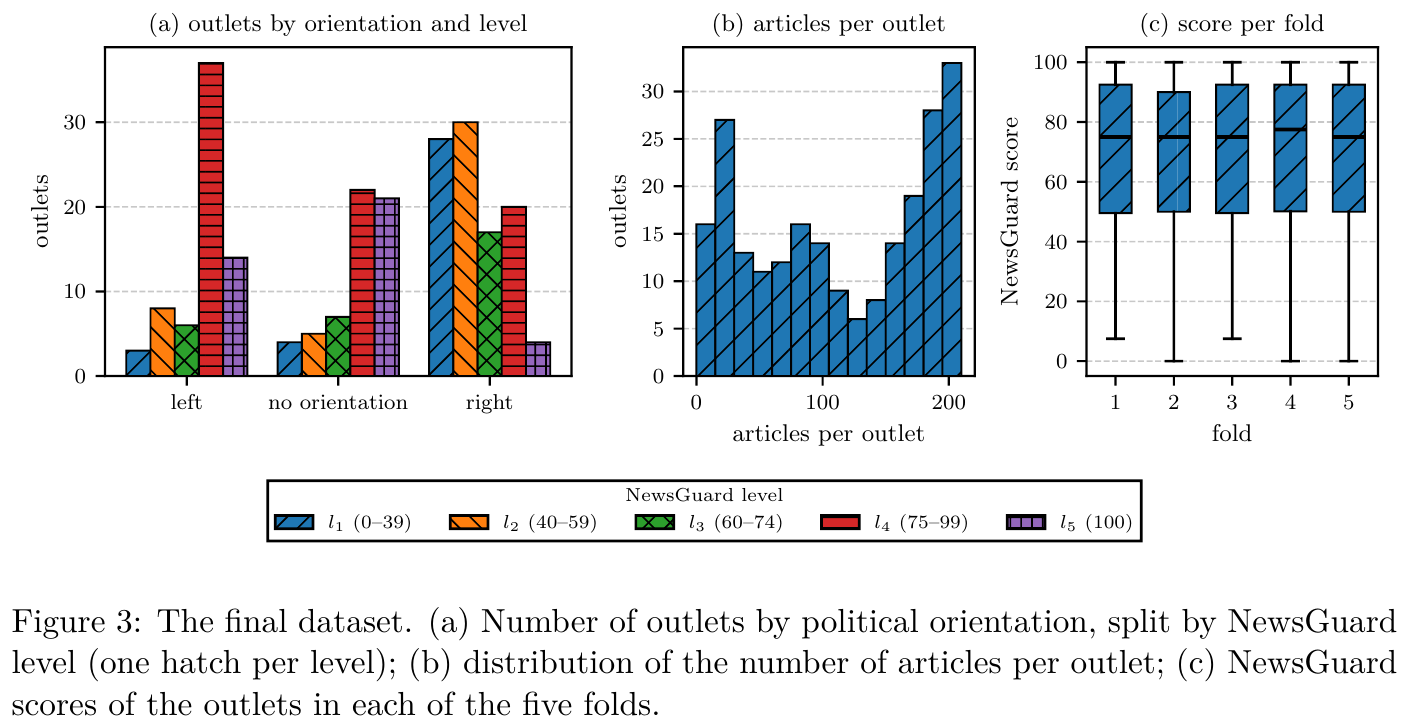 (a) outlets by orientation and level
outlets
0
10
20
30
left
no orientation
right
(b) articles per outlet
outlets
0
5
10
15
20
25
30
0
100
200
articles per outlet
(c) score per fold
NewsGuard score
0
20
40
60
80
100
1
2
3
4
5
fold
NewsGuard level
l₁ (0–39)
l₂ (40–59)
l₃ (60–74)
l₄ (75–99)
l₅ (100)
Figure 3: The final dataset. (a) Number of outlets by political orientation, split by NewsGuard
level (one hatch per level); (b) distribution of the number of articles per outlet; (c) NewsGuard
scores of the outlets in each of the five folds.